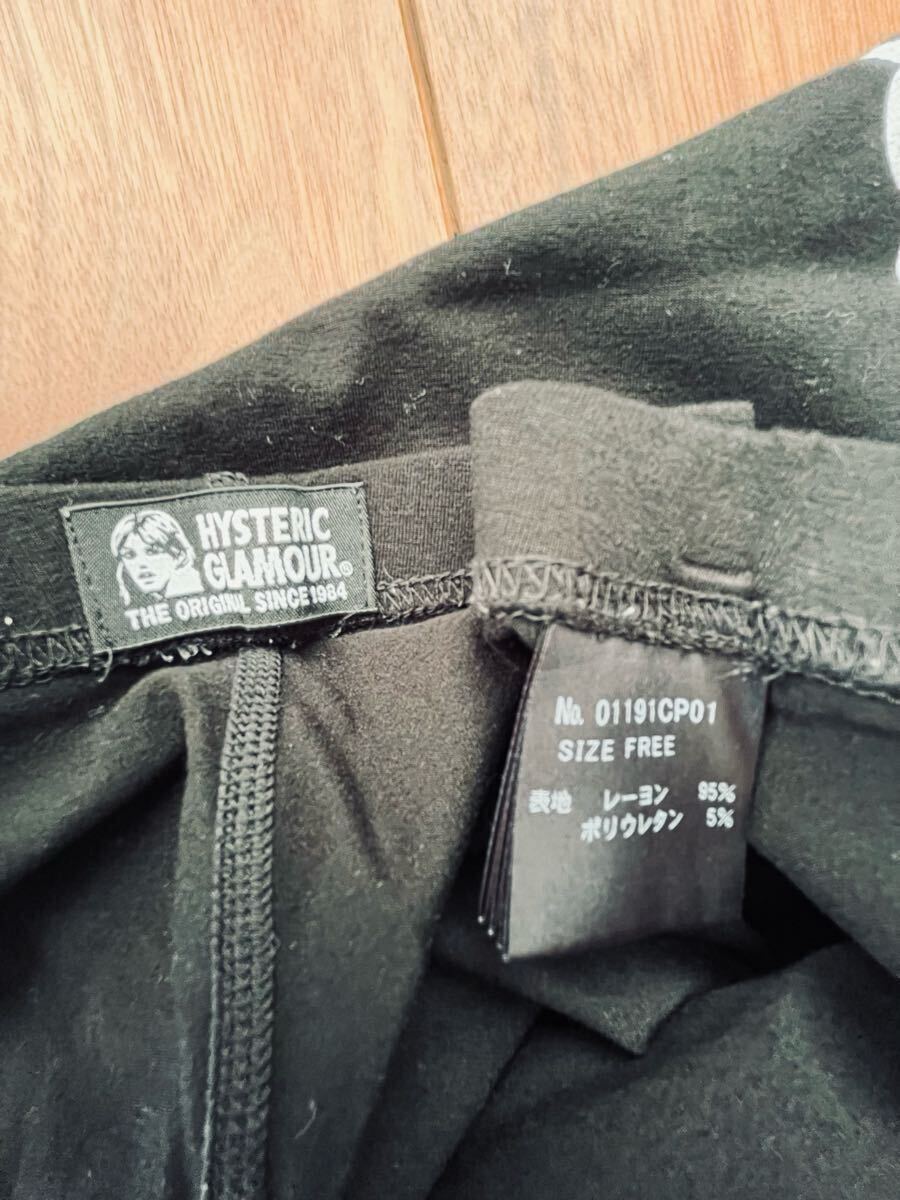 HYSTERIC
GLAMOUR®
THE ORIGINAL SINCE 1984
No. 01191CP01
SIZE FREE
表地 レーヨン 95%
ポリウレタン 5%